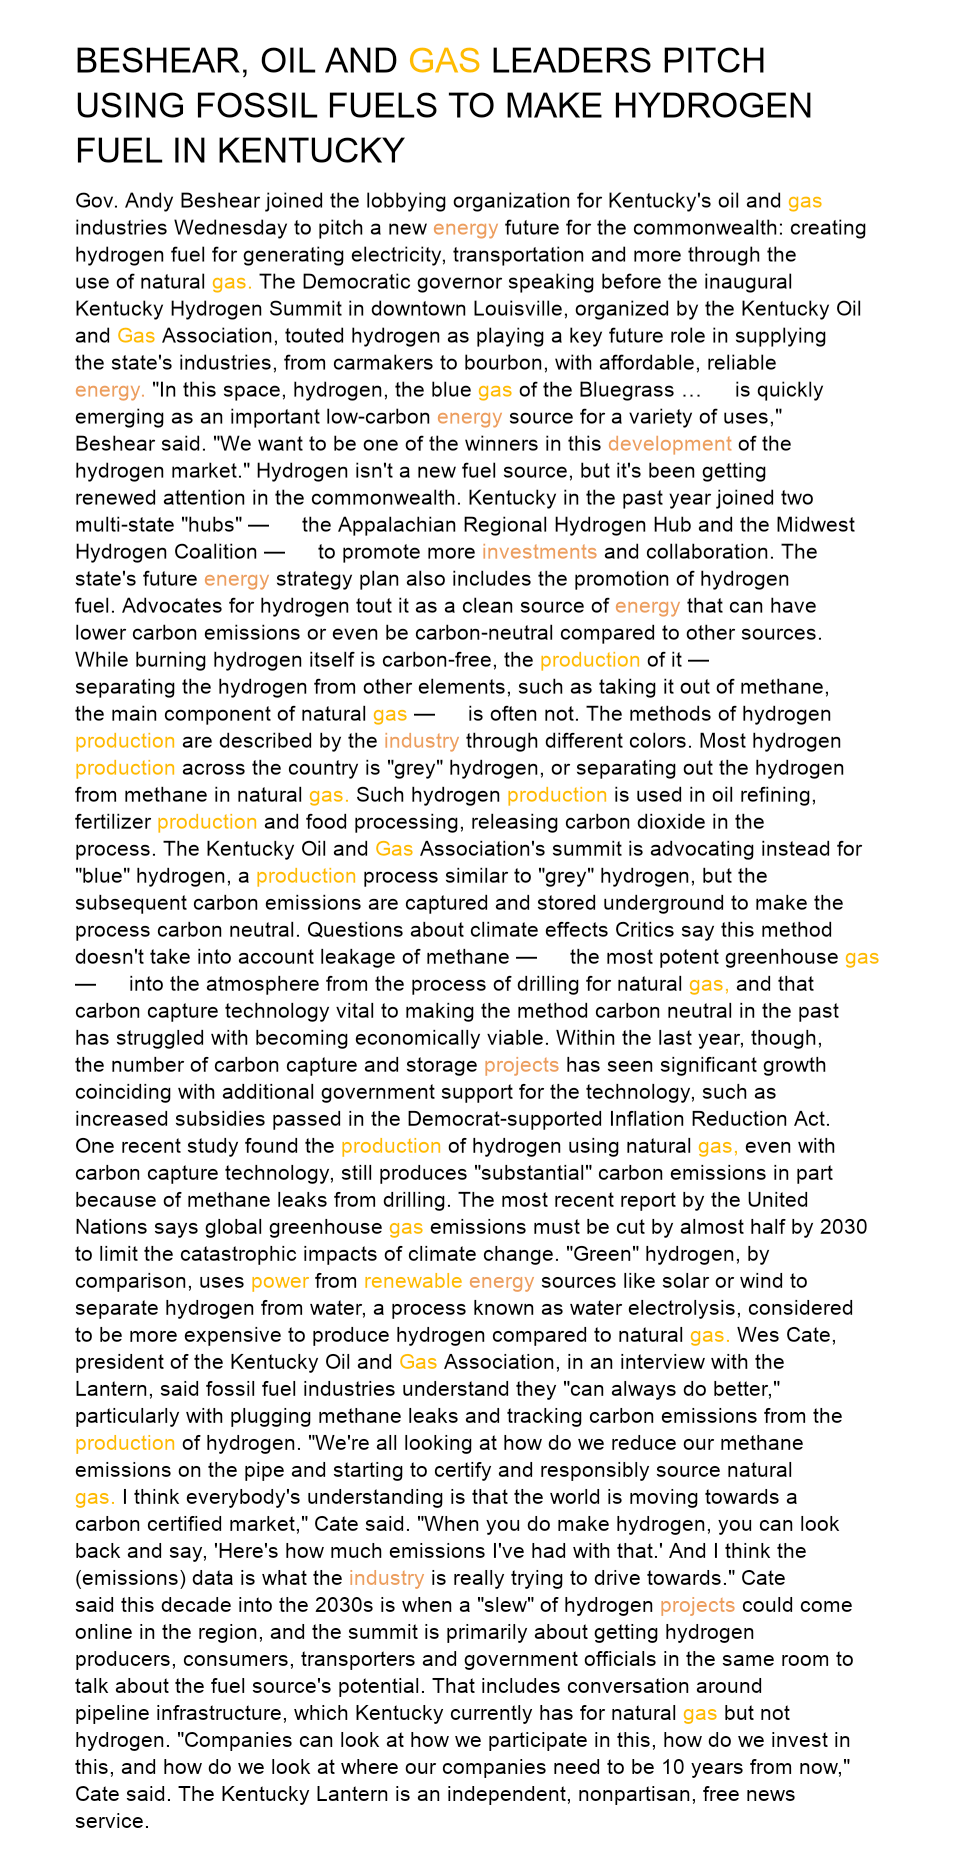 BESHEAR, OIL AND GAS LEADERS PITCH
USING FOSSIL FUELS TO MAKE HYDROGEN
FUEL IN KENTUCKY
Gov. Andy Beshear joined the lobbying organization for Kentucky's oil and gas
industries Wednesday to pitch a new energy future for the commonwealth: creating
hydrogen fuel for generating electricity, transportation and more through the
use of natural gas. The Democratic governor speaking before the inaugural
Kentucky Hydrogen Summit in downtown Louisville, organized by the Kentucky Oil
and Gas Association, touted hydrogen as playing a key future role in supplying
the state's industries, from carmakers to bourbon, with affordable, reliable
energy. "In this space, hydrogen, the blue gas of the Bluegrass … is quickly
emerging as an important low-carbon energy source for a variety of uses,"
Beshear said. "We want to be one of the winners in this development of the
hydrogen market." Hydrogen isn't a new fuel source, but it's been getting
renewed attention in the commonwealth. Kentucky in the past year joined two
multi-state "hubs" — the Appalachian Regional Hydrogen Hub and the Midwest
Hydrogen Coalition — to promote more investments and collaboration. The
state's future energy strategy plan also includes the promotion of hydrogen
fuel. Advocates for hydrogen tout it as a clean source of energy that can have
lower carbon emissions or even be carbon-neutral compared to other sources.
While burning hydrogen itself is carbon-free, the production of it —
separating the hydrogen from other elements, such as taking it out of methane,
the main component of natural gas — is often not. The methods of hydrogen
production are described by the industry through different colors. Most hydrogen
production across the country is "grey" hydrogen, or separating out the hydrogen
from methane in natural gas. Such hydrogen production is used in oil refining,
fertilizer production and food processing, releasing carbon dioxide in the
process. The Kentucky Oil and Gas Association's summit is advocating instead for
"blue" hydrogen, a production process similar to "grey" hydrogen, but the
subsequent carbon emissions are captured and stored underground to make the
process carbon neutral. Questions about climate effects Critics say this method
doesn't take into account leakage of methane — the most potent greenhouse gas
— into the atmosphere from the process of drilling for natural gas, and that
carbon capture technology vital to making the method carbon neutral in the past
has struggled with becoming economically viable. Within the last year, though,
the number of carbon capture and storage projects has seen significant growth
coinciding with additional government support for the technology, such as
increased subsidies passed in the Democrat-supported Inflation Reduction Act.
One recent study found the production of hydrogen using natural gas, even with
carbon capture technology, still produces "substantial" carbon emissions in part
because of methane leaks from drilling. The most recent report by the United
Nations says global greenhouse gas emissions must be cut by almost half by 2030
to limit the catastrophic impacts of climate change. "Green" hydrogen, by
comparison, uses power from renewable energy sources like solar or wind to
separate hydrogen from water, a process known as water electrolysis, considered
to be more expensive to produce hydrogen compared to natural gas. Wes Cate,
president of the Kentucky Oil and Gas Association, in an interview with the
Lantern, said fossil fuel industries understand they "can always do better,"
particularly with plugging methane leaks and tracking carbon emissions from the
production of hydrogen. "We're all looking at how do we reduce our methane
emissions on the pipe and starting to certify and responsibly source natural
gas. I think everybody's understanding is that the world is moving towards a
carbon certified market," Cate said. "When you do make hydrogen, you can look
back and say, 'Here's how much emissions I've had with that.' And I think the
(emissions) data is what the industry is really trying to drive towards." Cate
said this decade into the 2030s is when a "slew" of hydrogen projects could come
online in the region, and the summit is primarily about getting hydrogen
producers, consumers, transporters and government officials in the same room to
talk about the fuel source's potential. That includes conversation around
pipeline infrastructure, which Kentucky currently has for natural gas but not
hydrogen. "Companies can look at how we participate in this, how do we invest in
this, and how do we look at where our companies need to be 10 years from now,"
Cate said. The Kentucky Lantern is an independent, nonpartisan, free news
service.